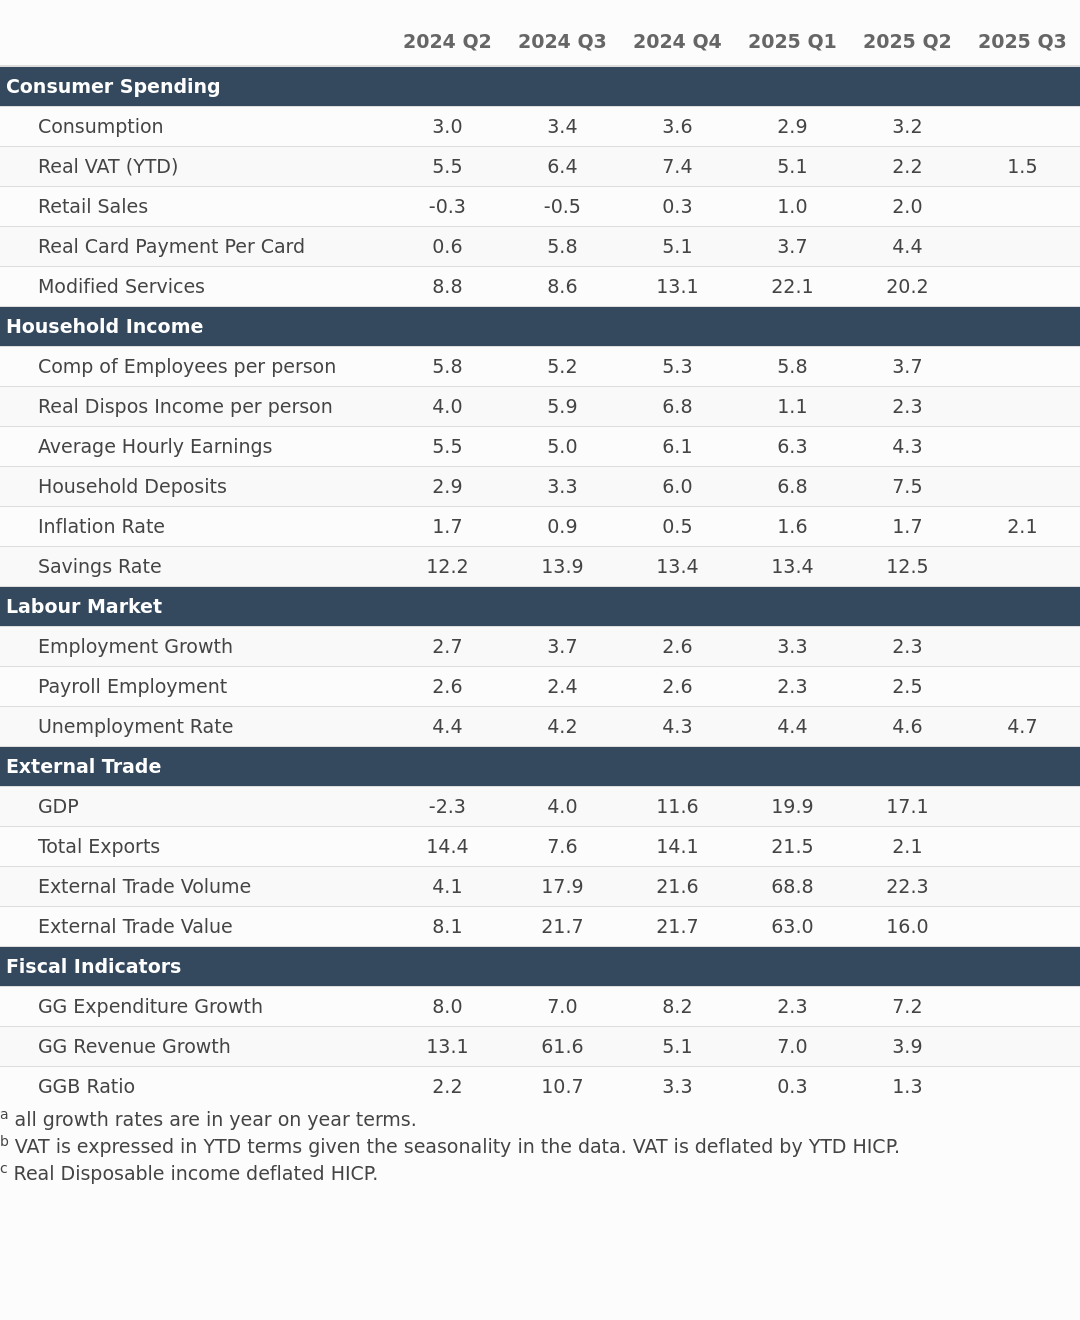 2024 Q2 2024 Q3 2024 Q4 2025 Q1 2025 Q2 2025 Q3
Consumer Spending
Consumption 3.0 3.4 3.6 2.9 3.2
Real VAT (YTD) 5.5 6.4 7.4 5.1 2.2 1.5
Retail Sales -0.3 -0.5 0.3 1.0 2.0
Real Card Payment Per Card 0.6 5.8 5.1 3.7 4.4
Modified Services 8.8 8.6 13.1 22.1 20.2
Household Income
Comp of Employees per person 5.8 5.2 5.3 5.8 3.7
Real Dispos Income per person 4.0 5.9 6.8 1.1 2.3
Average Hourly Earnings 5.5 5.0 6.1 6.3 4.3
Household Deposits 2.9 3.3 6.0 6.8 7.5
Inflation Rate 1.7 0.9 0.5 1.6 1.7 2.1
Savings Rate 12.2 13.9 13.4 13.4 12.5
Labour Market
Employment Growth 2.7 3.7 2.6 3.3 2.3
Payroll Employment 2.6 2.4 2.6 2.3 2.5
Unemployment Rate 4.4 4.2 4.3 4.4 4.6 4.7
External Trade
GDP -2.3 4.0 11.6 19.9 17.1
Total Exports 14.4 7.6 14.1 21.5 2.1
External Trade Volume 4.1 17.9 21.6 68.8 22.3
External Trade Value 8.1 21.7 21.7 63.0 16.0
Fiscal Indicators
GG Expenditure Growth 8.0 7.0 8.2 2.3 7.2
GG Revenue Growth 13.1 61.6 5.1 7.0 3.9
GGB Ratio 2.2 10.7 3.3 0.3 1.3
a all growth rates are in year on year terms.
b VAT is expressed in YTD terms given the seasonality in the data. VAT is deflated by YTD HICP.
c Real Disposable income deflated HICP.